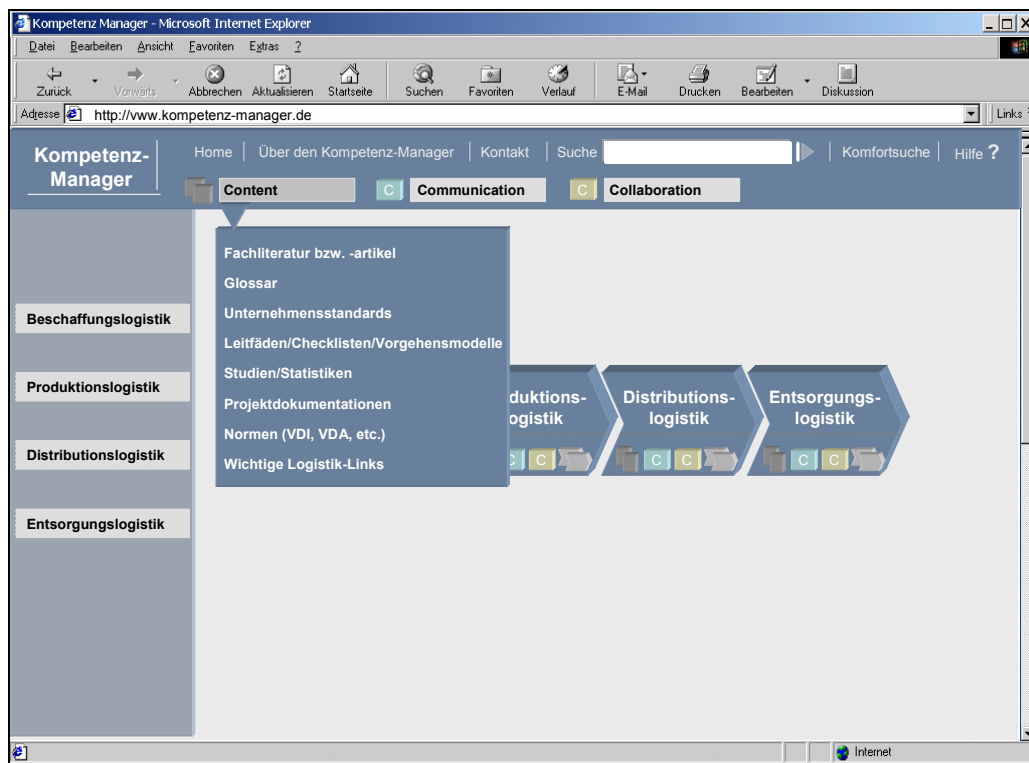 Kompetenz Manager - Microsoft Internet Explorer
Datei Bearbeiten Ansicht Favoriten Extras ?
Zurück Vorwärts Abbrechen Aktualisieren Startseite Suchen Favoriten Verlauf E-Mail Drucken Bearbeiten Diskussion
Adresse http://vww.kompetenz-manager.de Links
Kompetenz-
Manager
Home Über den Kompetenz-Manager Kontakt Suche Komfortsuche Hilfe ?
Content C Communication C Collaboration
Fachliteratur bzw. -artikel
Glossar
Unternehmensstandards
Leitfäden/Checklisten/Vorgehensmodelle
Studien/Statistiken
Projektdokumentationen
Normen (VDI, VDA, etc.)
Wichtige Logistik-Links
Beschaffungslogistik
Produktionslogistik
Distributionslogistik
Entsorgungslogistik
duktions-
ogistik
C C
Distributions-
logistik
C C
Entsorgungs-
logistik
C C
Internet